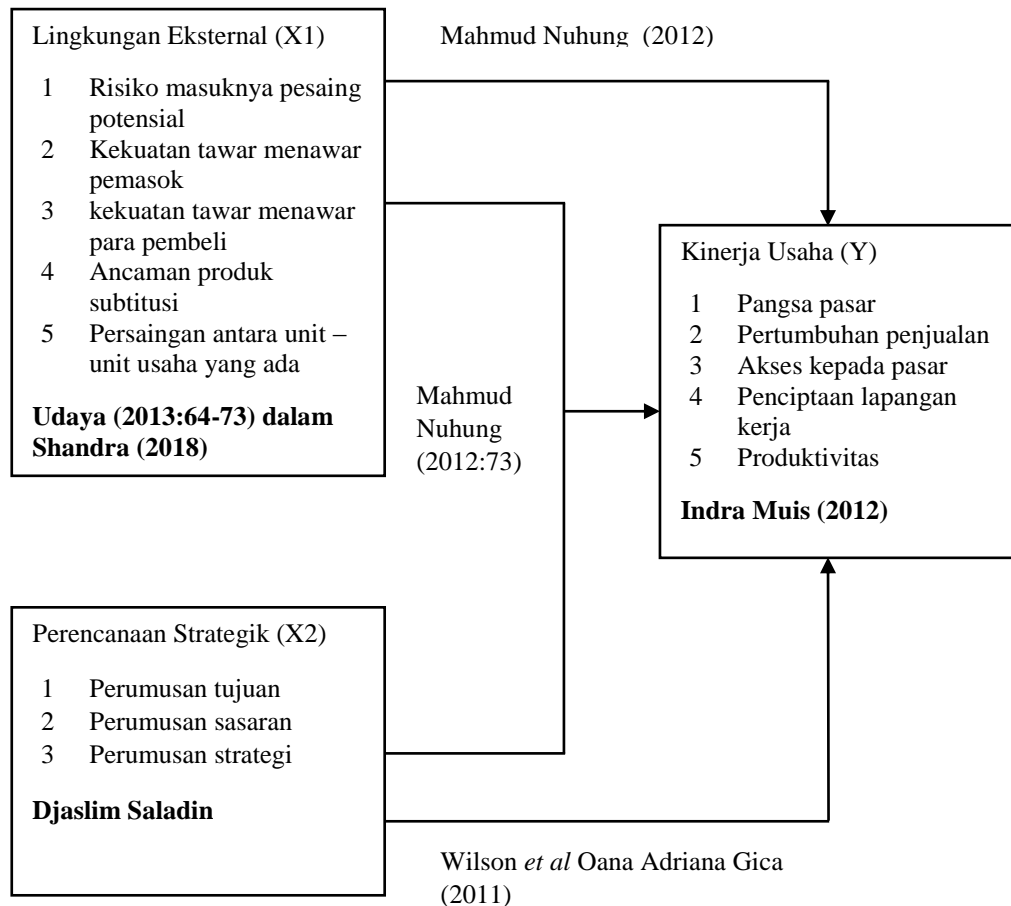 Lingkungan Eksternal (X1)
1 Risiko masuknya pesaing
potensial
2 Kekuatan tawar menawar
pemasok
3 kekuatan tawar menawar
para pembeli
4 Ancaman produk
subtitusi
5 Persaingan antara unit –
unit usaha yang ada
Udaya (2013:64-73) dalam
Shandra (2018)
Mahmud Nuhung (2012)
Mahmud
Nuhung
(2012:73)
Kinerja Usaha (Y)
1 Pangsa pasar
2 Pertumbuhan penjualan
3 Akses kepada pasar
4 Penciptaan lapangan
kerja
5 Produktivitas
Indra Muis (2012)
Perencanaan Strategik (X2)
1 Perumusan tujuan
2 Perumusan sasaran
3 Perumusan strategi
Djaslim Saladin
Wilson et al Oana Adriana Gica
(2011)